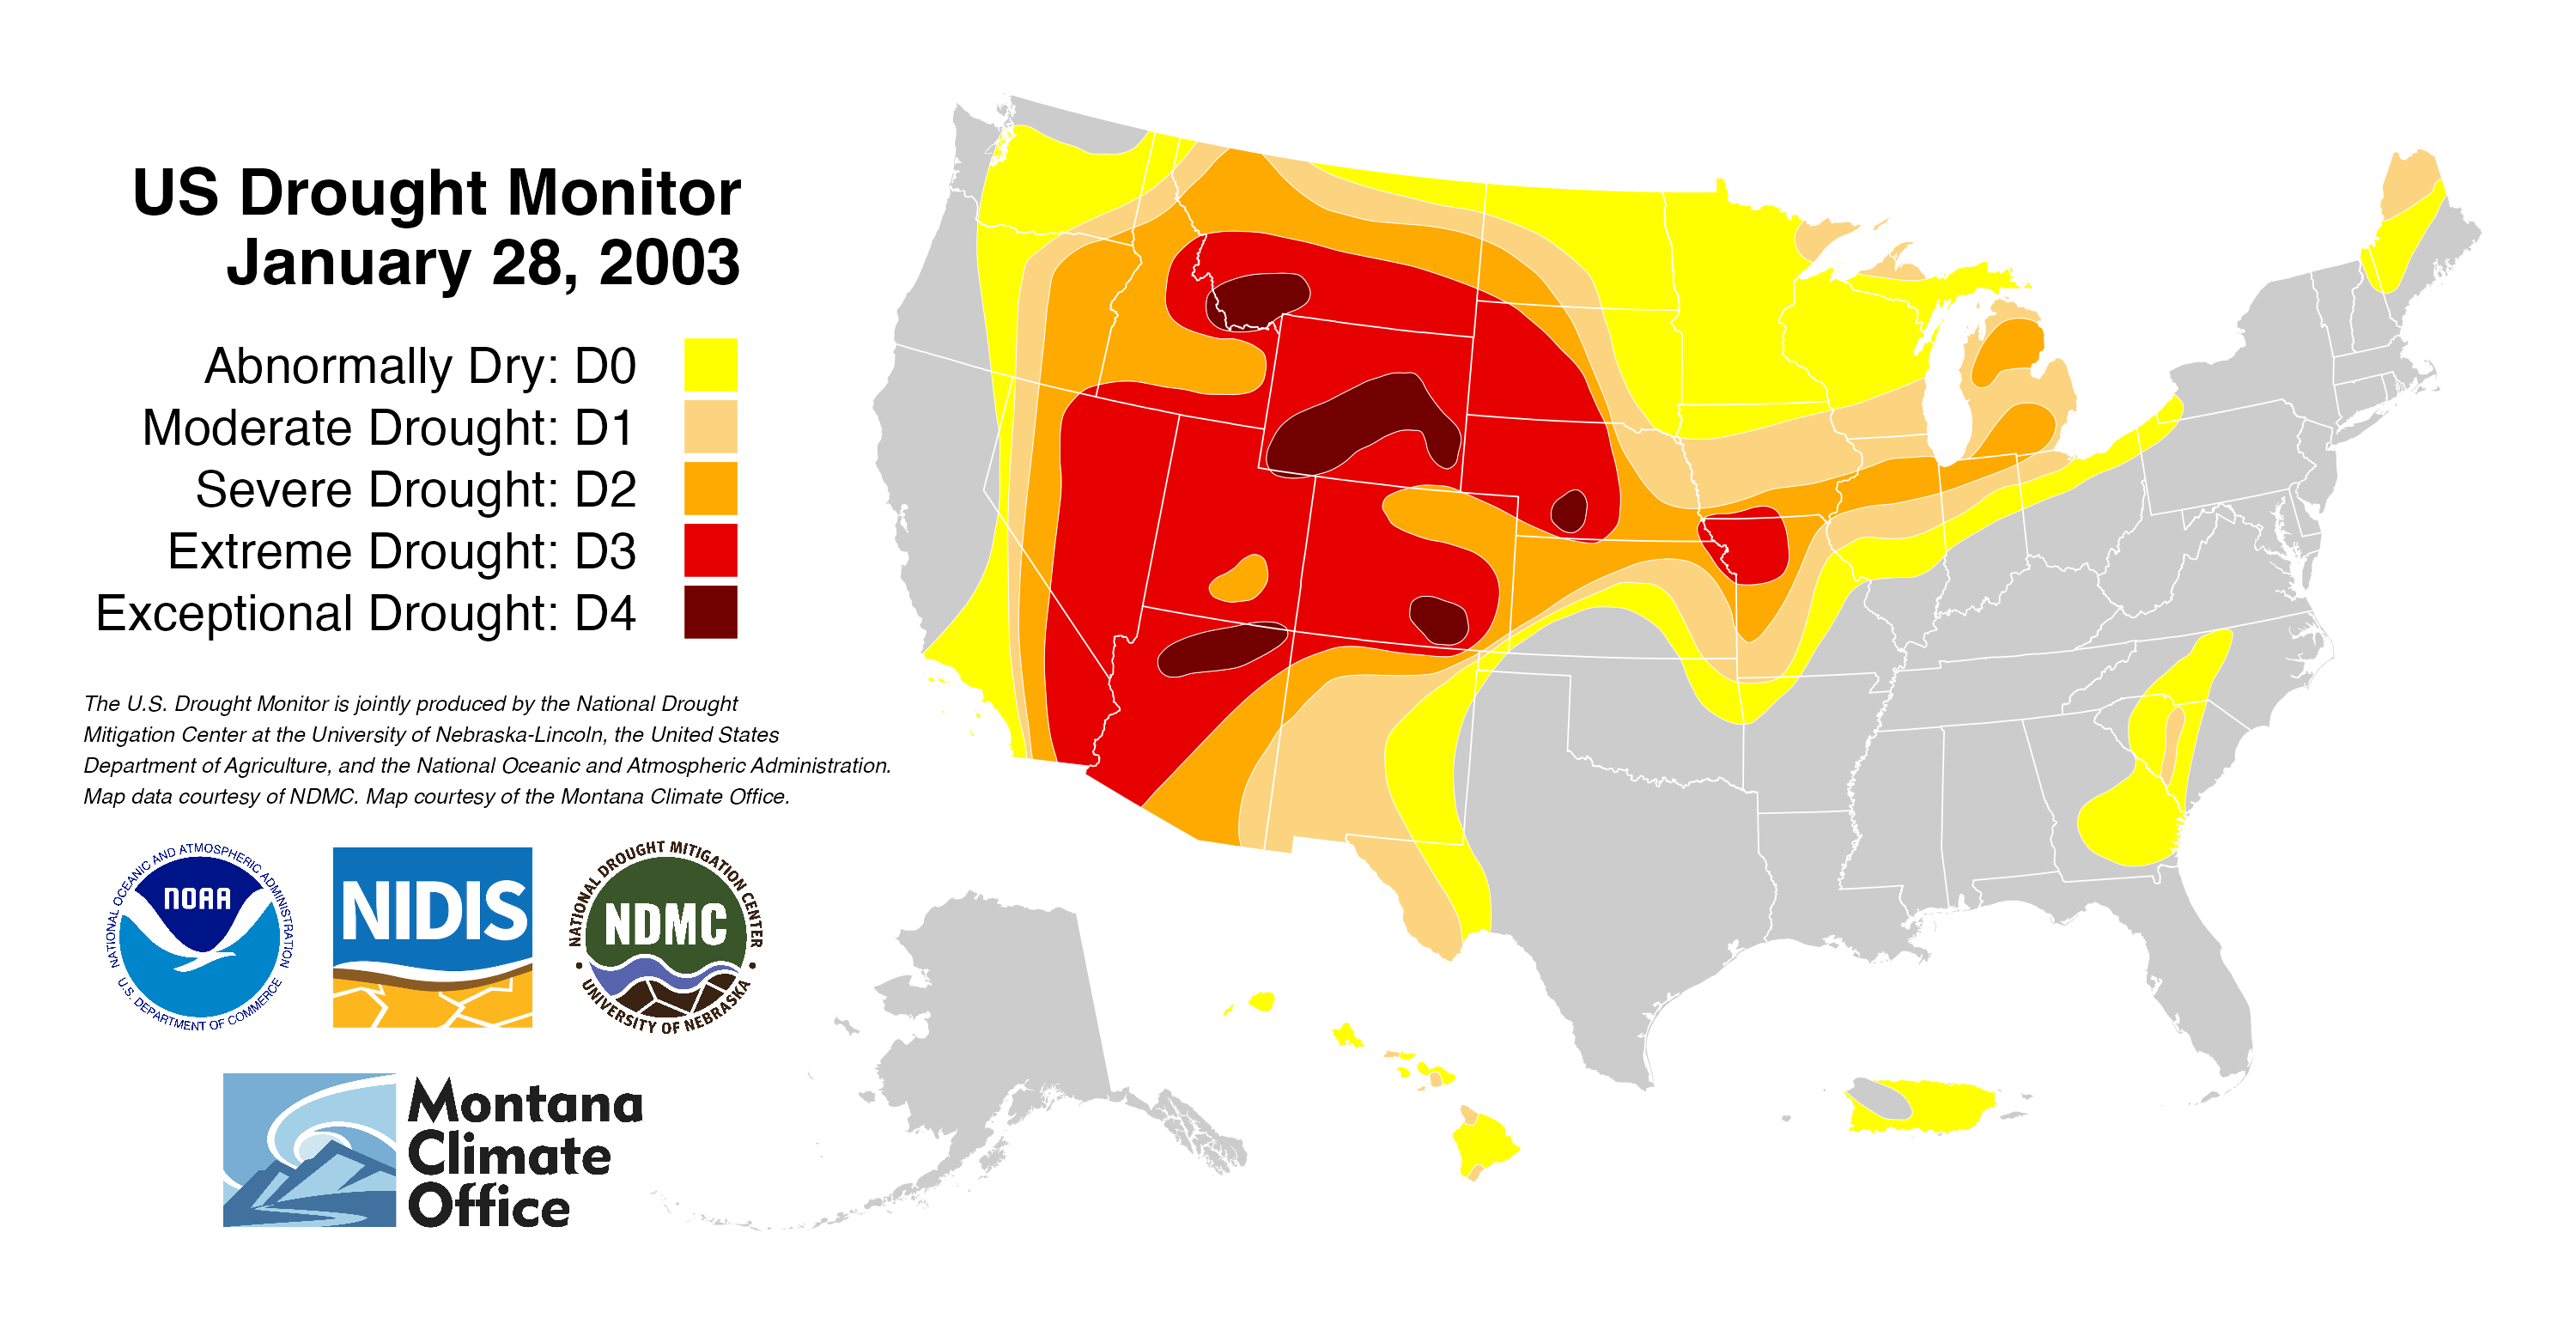 US Drought Monitor
January 28, 2003
Abnormally Dry: D0
Moderate Drought: D1
Severe Drought: D2
Extreme Drought: D3
Exceptional Drought: D4
The U.S. Drought Monitor is jointly produced by the National Drought
Mitigation Center at the University of Nebraska-Lincoln, the United States
Department of Agriculture, and the National Oceanic and Atmospheric Administration.
Map data courtesy of NDMC. Map courtesy of the Montana Climate Office.
NATIONAL OCEANIC AND ATMOSPHERIC ADMINISTRATION
NOAA
U.S. DEPARTMENT OF COMMERCE
NIDIS
NATIONAL DROUGHT MITIGATION CENTER
NDMC
UNIVERSITY OF NEBRASKA
Montana
Climate
Office